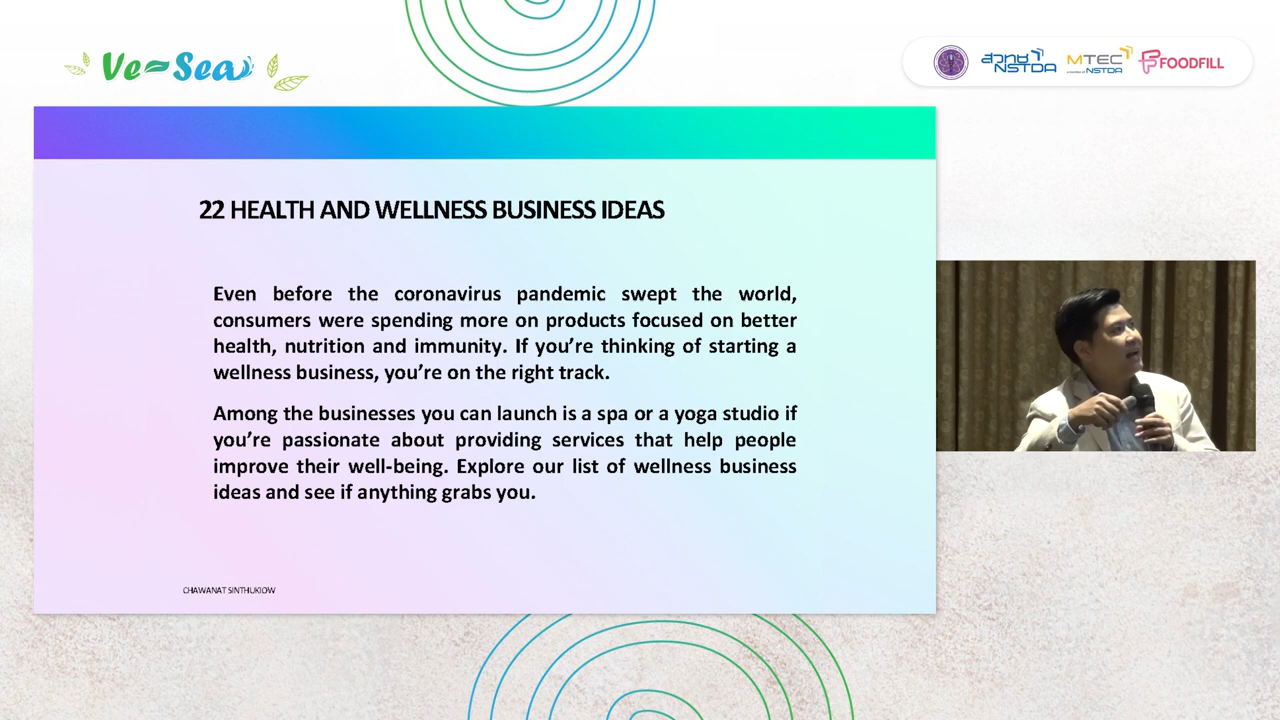 Ve-Sea
สวทช
NSTDA
MTEC
NSTDA
FOODFILL
22 HEALTH AND WELLNESS BUSINESS IDEAS
Even before the coronavirus pandemic swept the world,
consumers were spending more on products focused on better
health, nutrition and inmunity. If you’re thinking of starting a
wellness business, you’re on the right track.
Among the businesses you can launch is a spa or a yoga studio if
you’re passionate about providing services that help people
improve their well-being. Explore our list of wellness business
ideas and see if anything grabs you.
CHAWANAT SINTHUKIOW